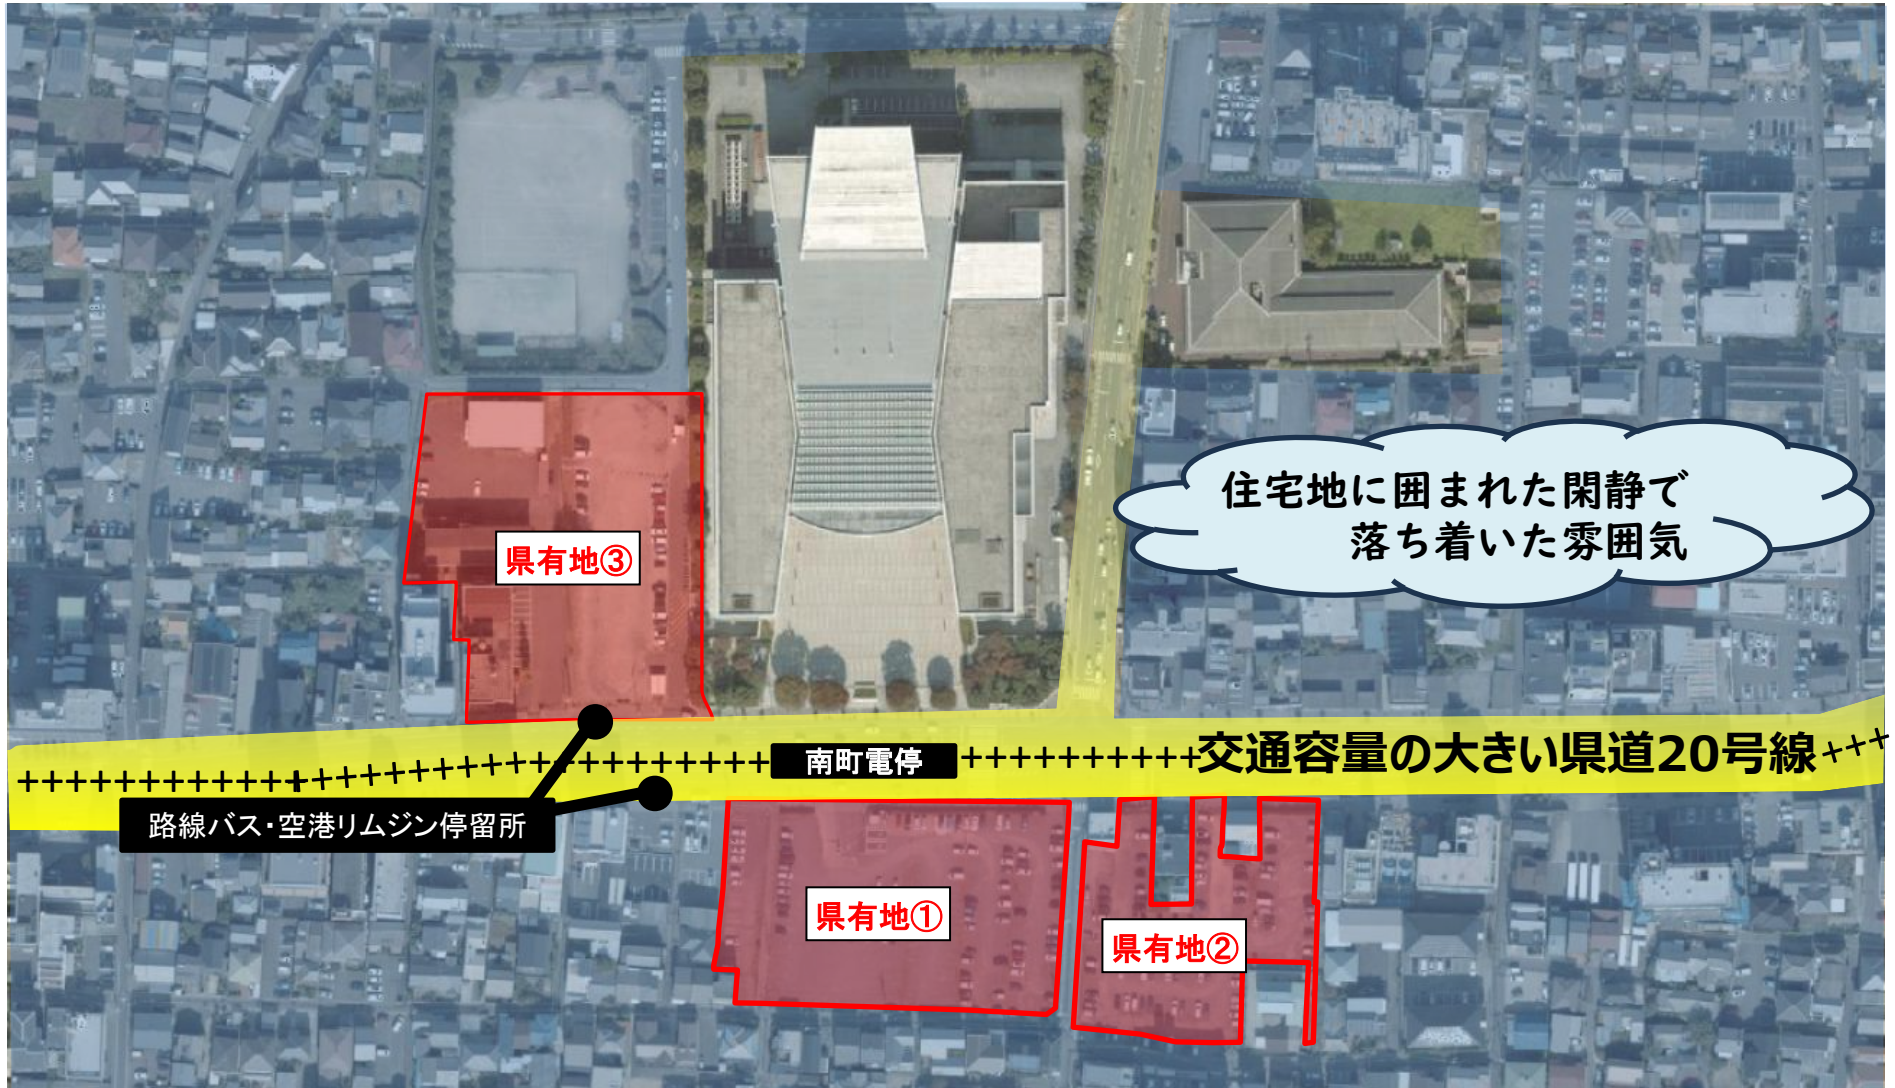 住宅地に囲まれた閑静で
落ち着いた雰囲気
県有地③
南町電停
交通容量の大きい県道20号線
路線バス・空港リムジン停留所
県有地①
県有地②